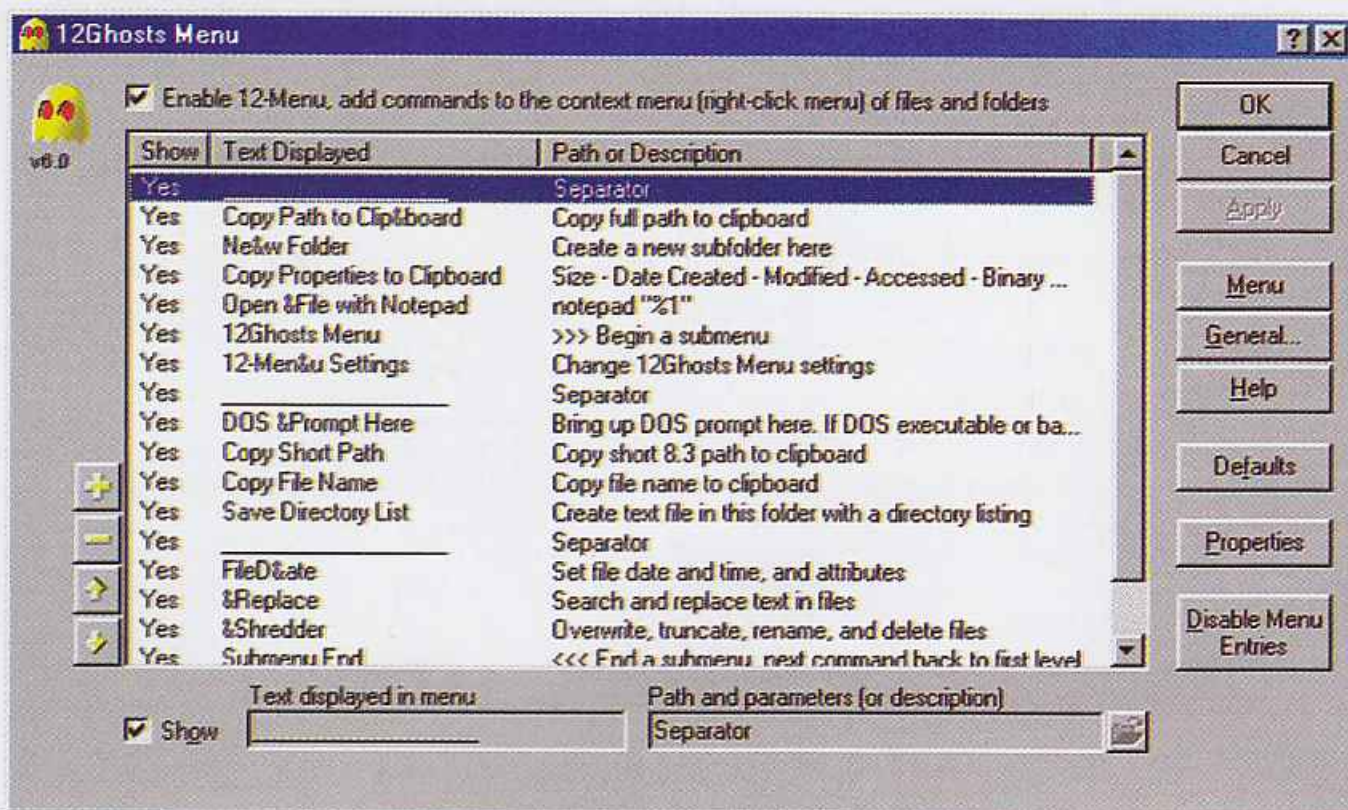 12Ghosts Menu
v6.0
Enable 12-Menu, add commands to the context menu (right-click menu) of files and folders
Show Text Displayed Path or Description
Yes ____________________ Separator
Yes Copy Path to Clip&board Copy full path to clipboard
Yes Ne&w Folder Create a new subfolder here
Yes Copy Properties to Clipboard Size - Date Created - Modified - Accessed - Binary ...
Yes Open &File with Notepad notepad "%1"
Yes 12Ghosts Menu >>> Begin a submenu
Yes 12-Men&u Settings Change 12Ghosts Menu settings
Yes ____________________ Separator
Yes DOS &Prompt Here Bring up DOS prompt here. If DOS executable or ba...
Yes Copy Short Path Copy short 8.3 path to clipboard
Yes Copy File Name Copy file name to clipboard
Yes Save Directory List Create text file in this folder with a directory listing
Yes ____________________ Separator
Yes FileD&ate Set file date and time, and attributes
Yes &Replace Search and replace text in files
Yes &Shredder Overwrite, truncate, rename, and delete files
Yes Submenu End <<< End a submenu, next command back to first level
Text displayed in menu Path and parameters (or description)
Show ____________________ Separator
OK
Cancel
Apply
Menu
General...
Help
Defaults
Properties
Disable Menu
Entries